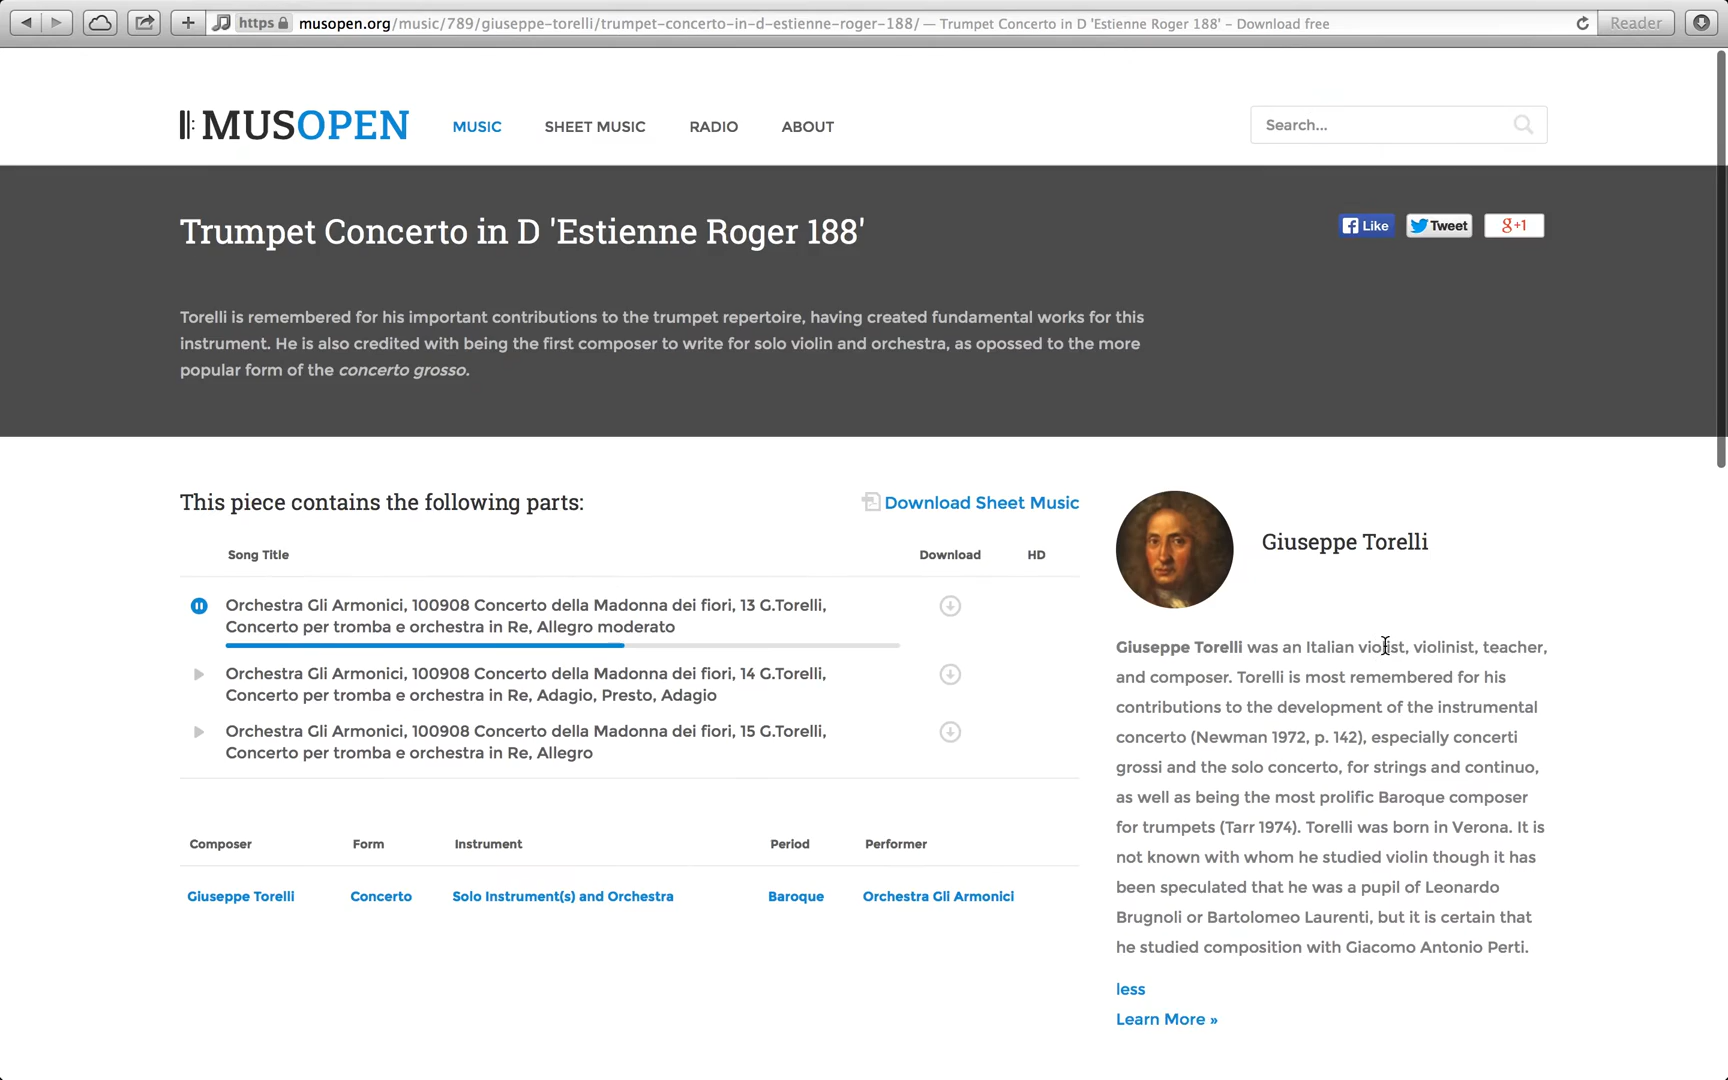 https musopen.org/music/789/giuseppe-torelli/trumpet-concerto-in-d-estienne-roger-188/ — Trumpet Concerto in D 'Estienne Roger 188' - Download free
Reader
MUSOPEN
MUSIC SHEET MUSIC RADIO ABOUT
Search...
Trumpet Concerto in D 'Estienne Roger 188'
Like Tweet g+1
Torelli is remembered for his important contributions to the trumpet repertoire, having created fundamental works for this
instrument. He is also credited with being the first composer to write for solo violin and orchestra, as opossed to the more
popular form of the concerto grosso.
This piece contains the following parts:
Download Sheet Music
Song Title Download HD
Orchestra Gli Armonici, 100908 Concerto della Madonna dei fiori, 13 G.Torelli,
Concerto per tromba e orchestra in Re, Allegro moderato
Orchestra Gli Armonici, 100908 Concerto della Madonna dei fiori, 14 G.Torelli,
Concerto per tromba e orchestra in Re, Adagio, Presto, Adagio
Orchestra Gli Armonici, 100908 Concerto della Madonna dei fiori, 15 G.Torelli,
Concerto per tromba e orchestra in Re, Allegro
Composer Form Instrument Period Performer
Giuseppe Torelli Concerto Solo Instrument(s) and Orchestra Baroque Orchestra Gli Armonici
Giuseppe Torelli
Giuseppe Torelli was an Italian violist, violinist, teacher,
and composer. Torelli is most remembered for his
contributions to the development of the instrumental
concerto (Newman 1972, p. 142), especially concerti
grossi and the solo concerto, for strings and continuo,
as well as being the most prolific Baroque composer
for trumpets (Tarr 1974). Torelli was born in Verona. It is
not known with whom he studied violin though it has
been speculated that he was a pupil of Leonardo
Brugnoli or Bartolomeo Laurenti, but it is certain that
he studied composition with Giacomo Antonio Perti.
less
Learn More »